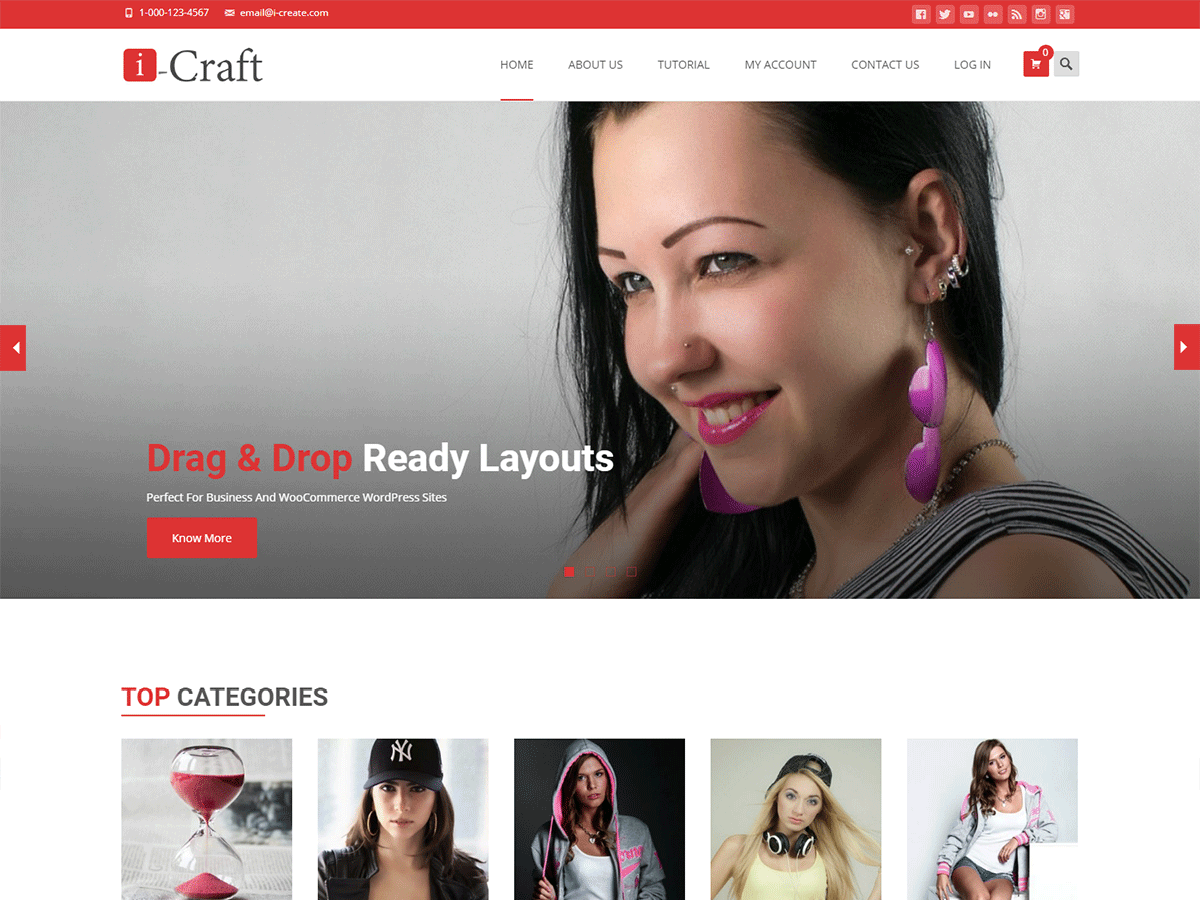 1-000-123-4567 email@i-create.com
i-Craft
HOME ABOUT US TUTORIAL MY ACCOUNT CONTACT US LOG IN 0
Drag & Drop Ready Layouts
Perfect For Business And WooCommerce WordPress Sites
Know More
TOP CATEGORIES
NY